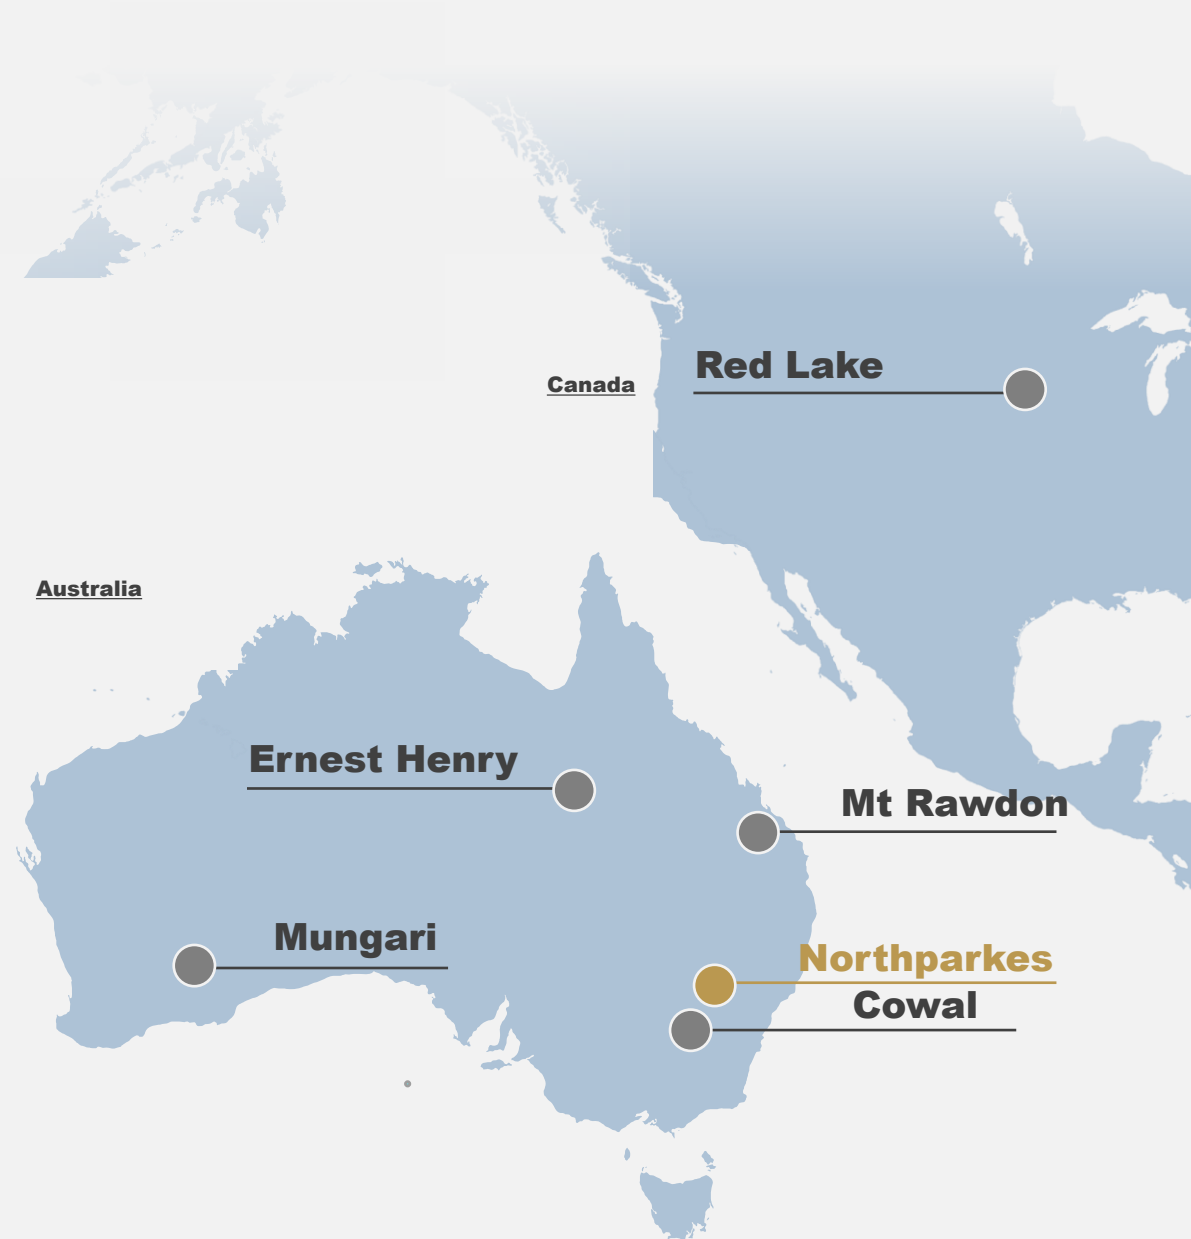 Red Lake
Canada
Australia
Ernest Henry
Mt Rawdon
Mungari
Northparkes
Cowal